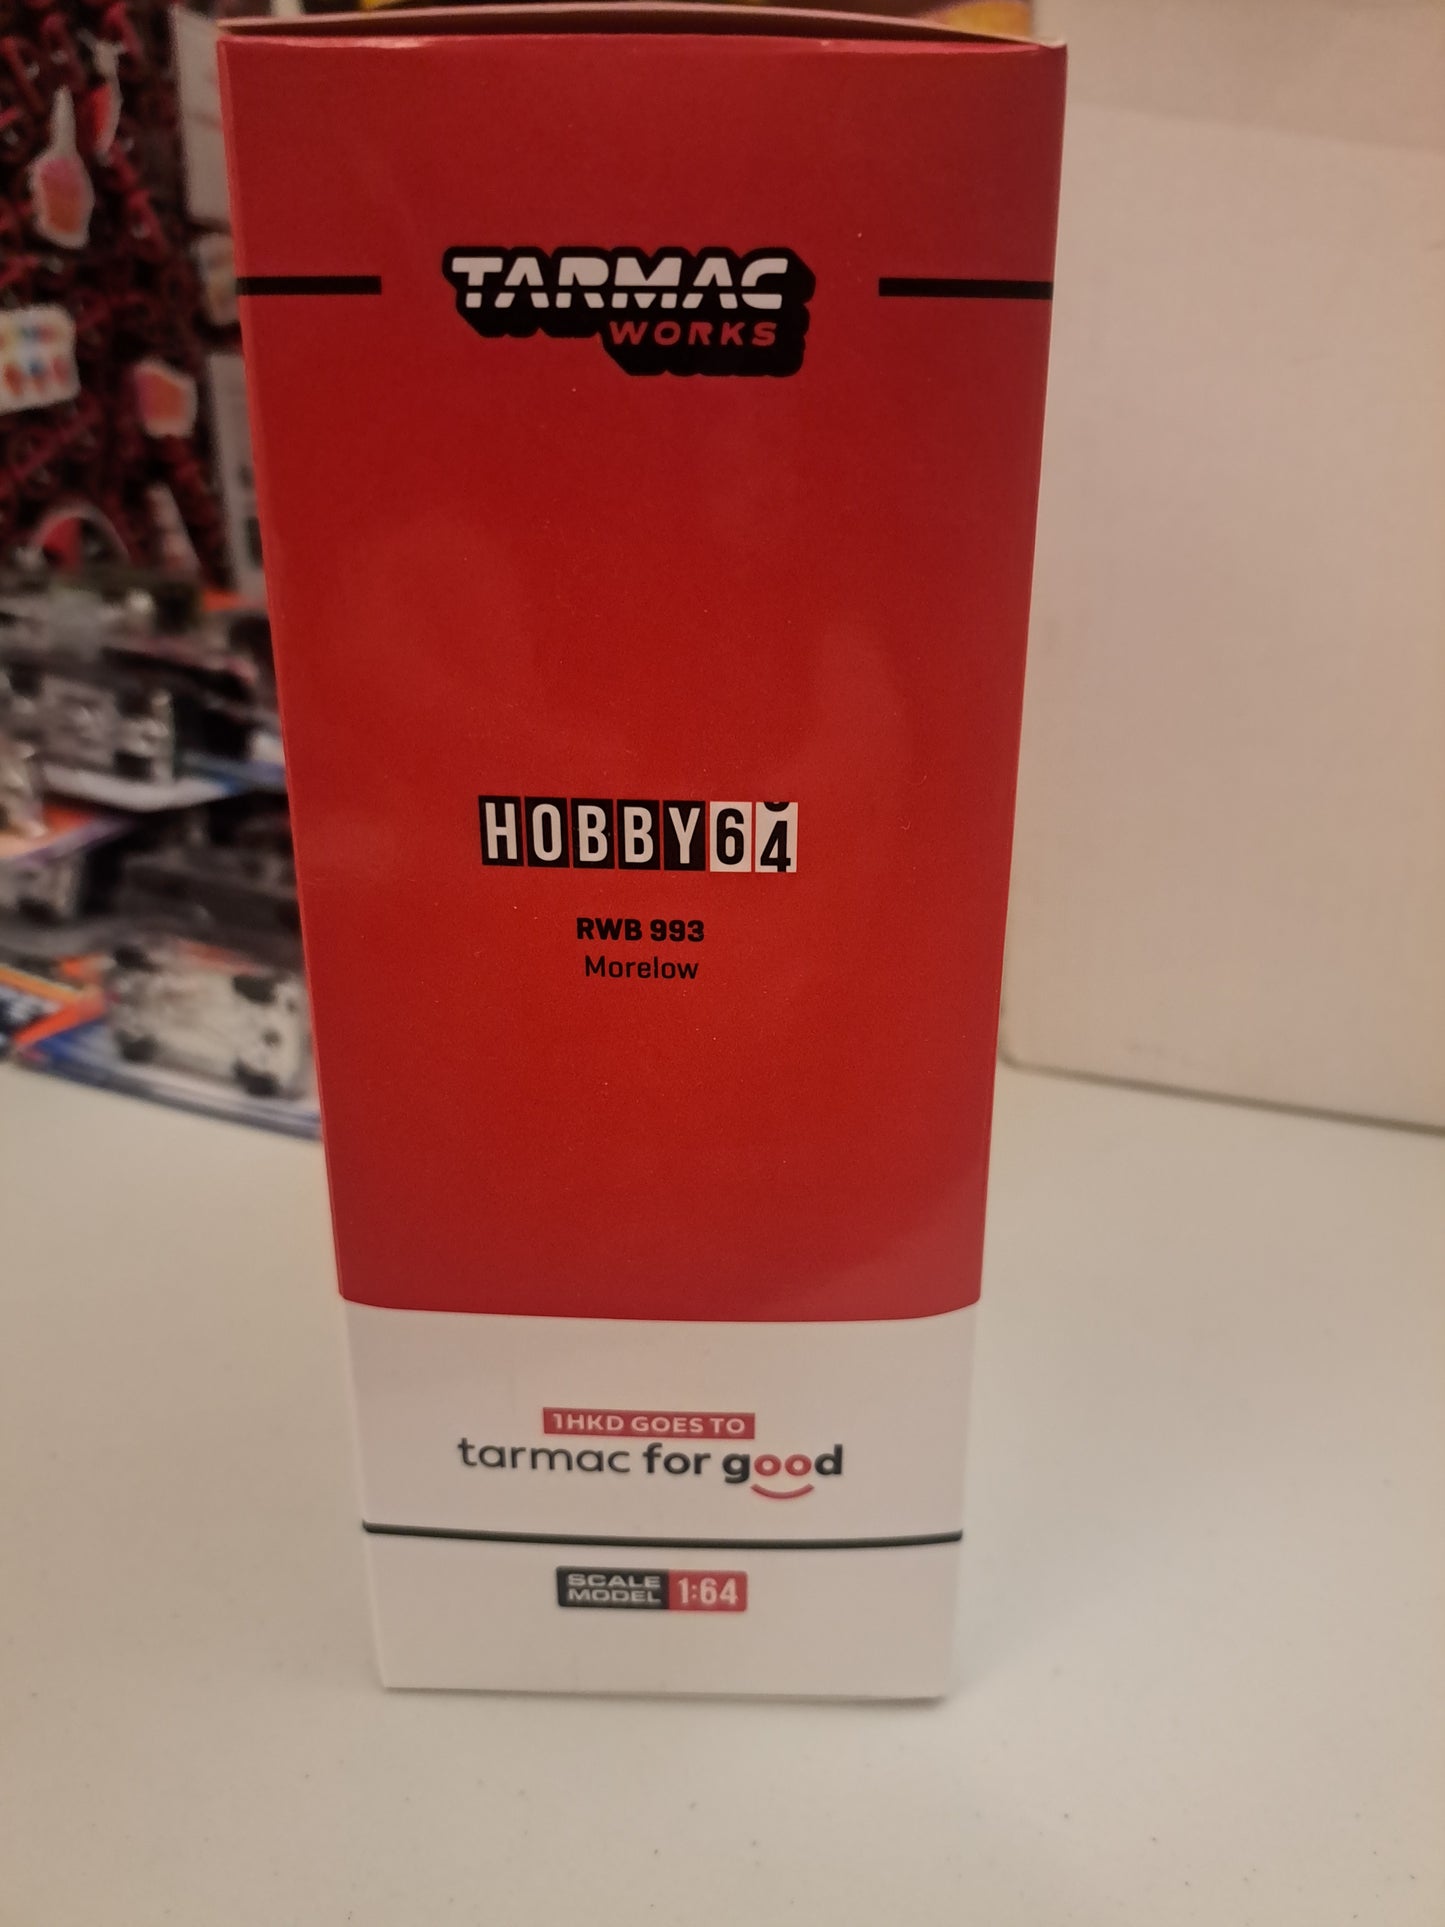 TARMAC
WORKS
HOBBY64
RWB 993
Morelow
1HKD GOES TO
tarmac for good
SCALE
MODEL 1:64